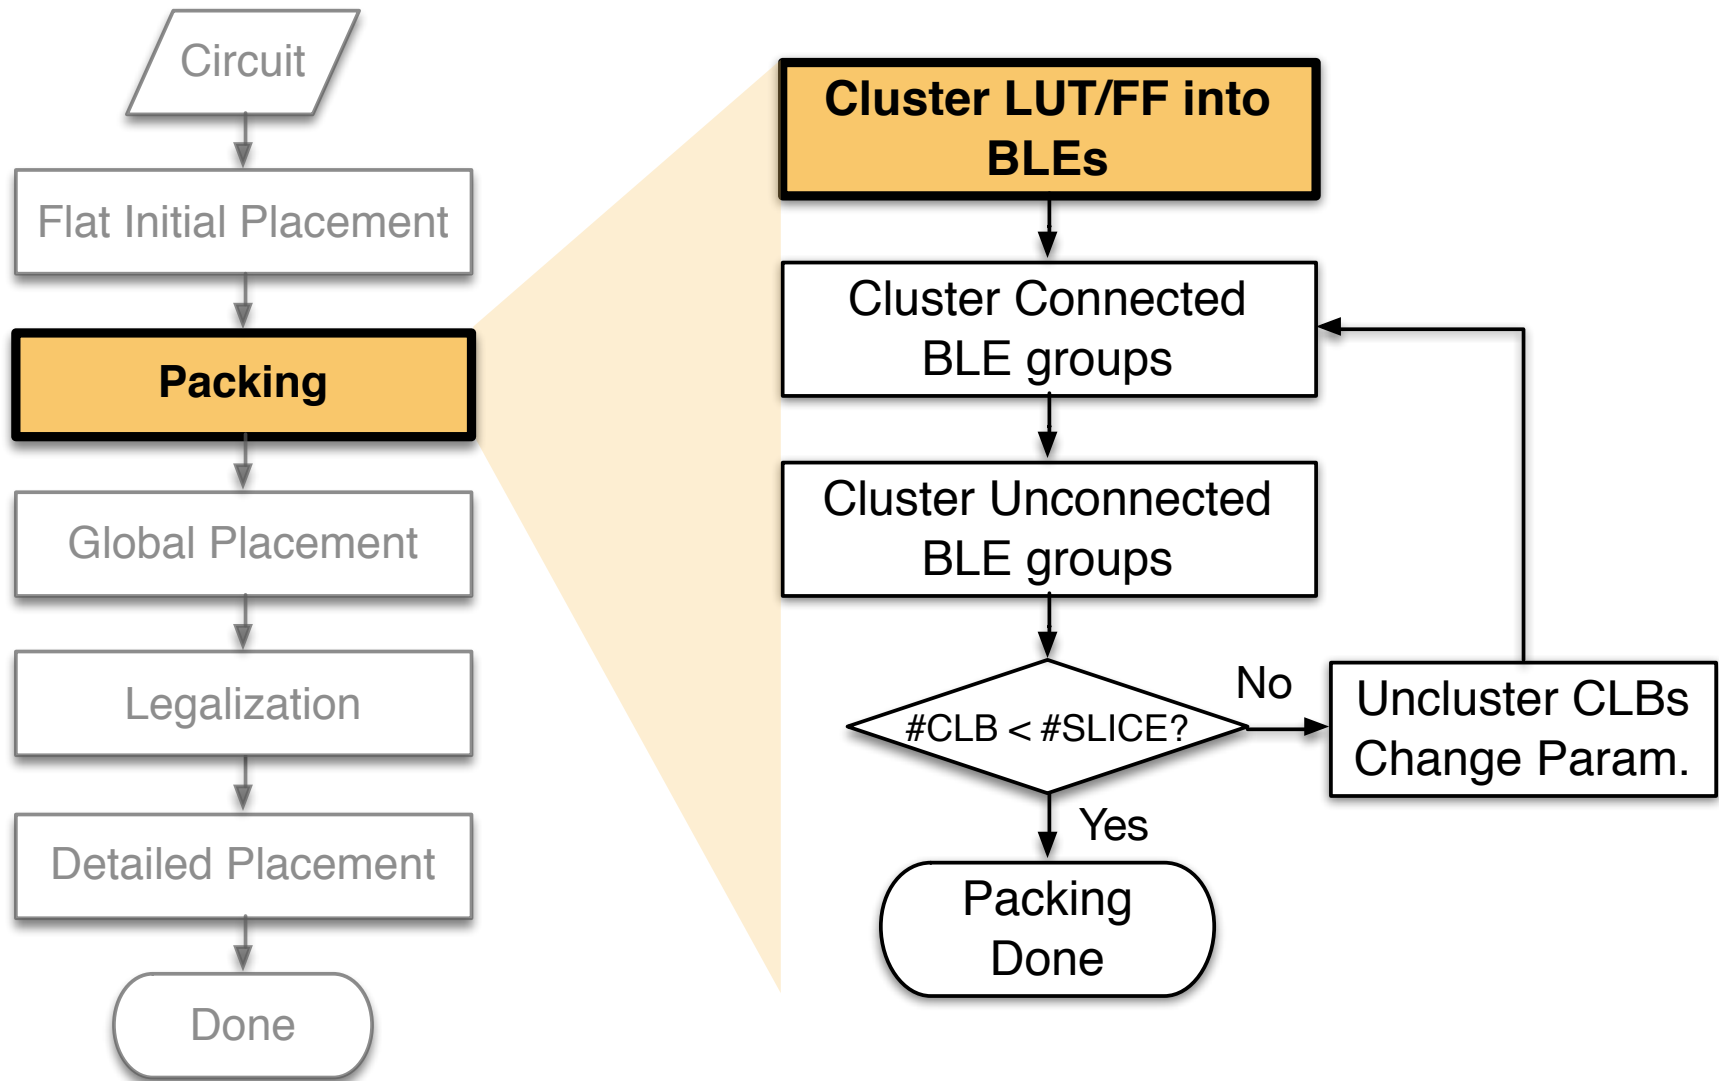 Circuit
Flat Initial Placement
Packing
Global Placement
Legalization
Detailed Placement
Done
Cluster LUT/FF into
BLEs
Cluster Connected
BLE groups
Cluster Unconnected
BLE groups
#CLB < #SLICE?
No
Uncluster CLBs
Change Param.
Yes
Packing
Done